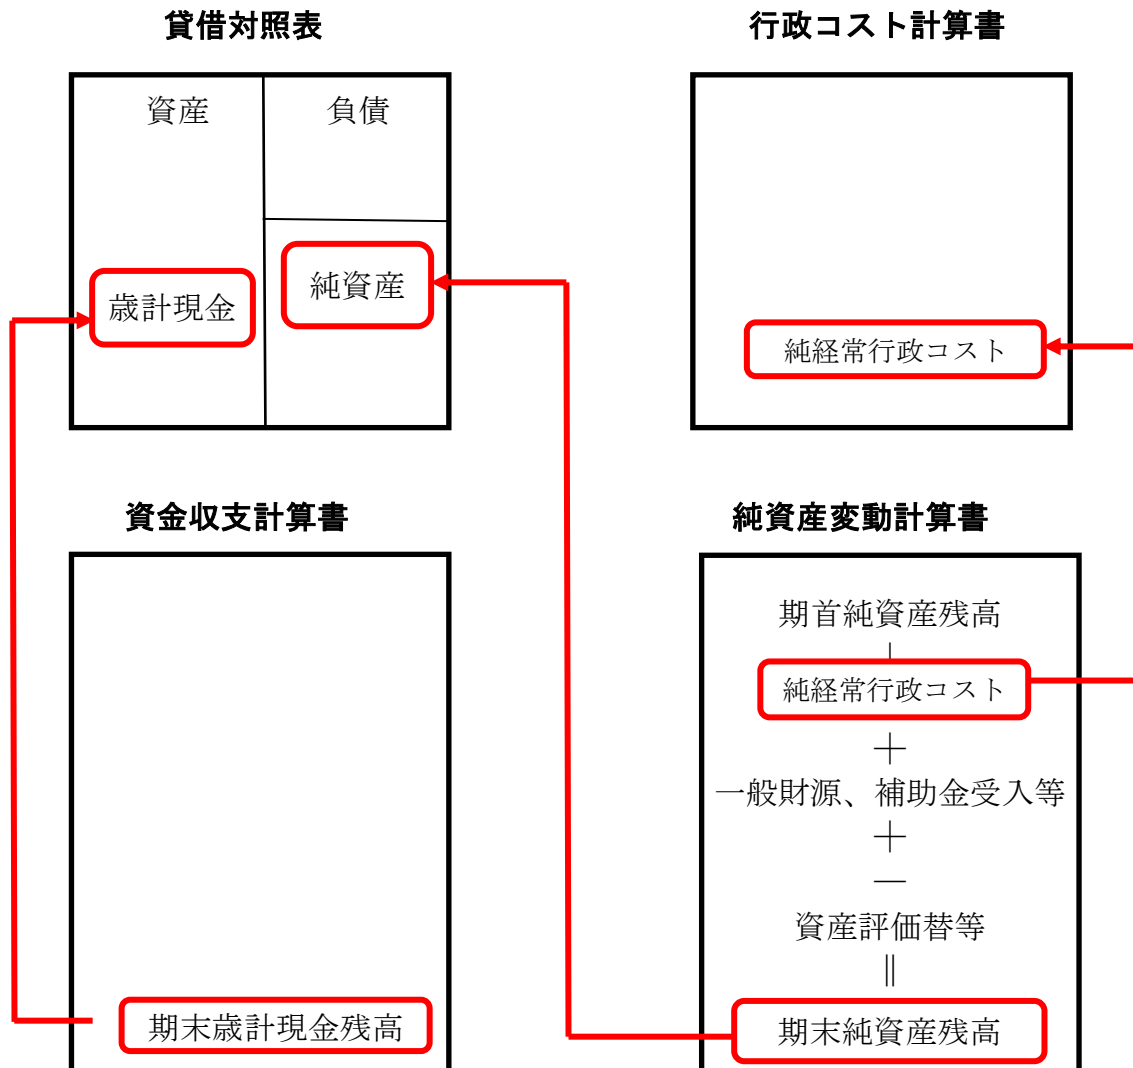 貸借対照表
資産
負債
純資産
歳計現金
行政コスト計算書
純経常行政コスト
資金収支計算書
期末歳計現金残高
純資産変動計算書
期首純資産残高
純経常行政コスト
＋
一般財源、補助金受入等
＋
－
資産評価替等
||
期末純資産残高